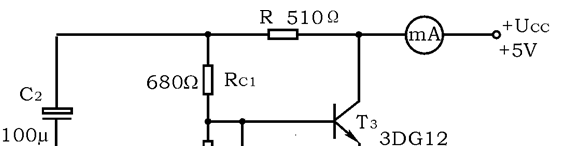 R 510Ω
mA
+UCC
+5V
680Ω
RC1
C2
100μ
T3
3DG12